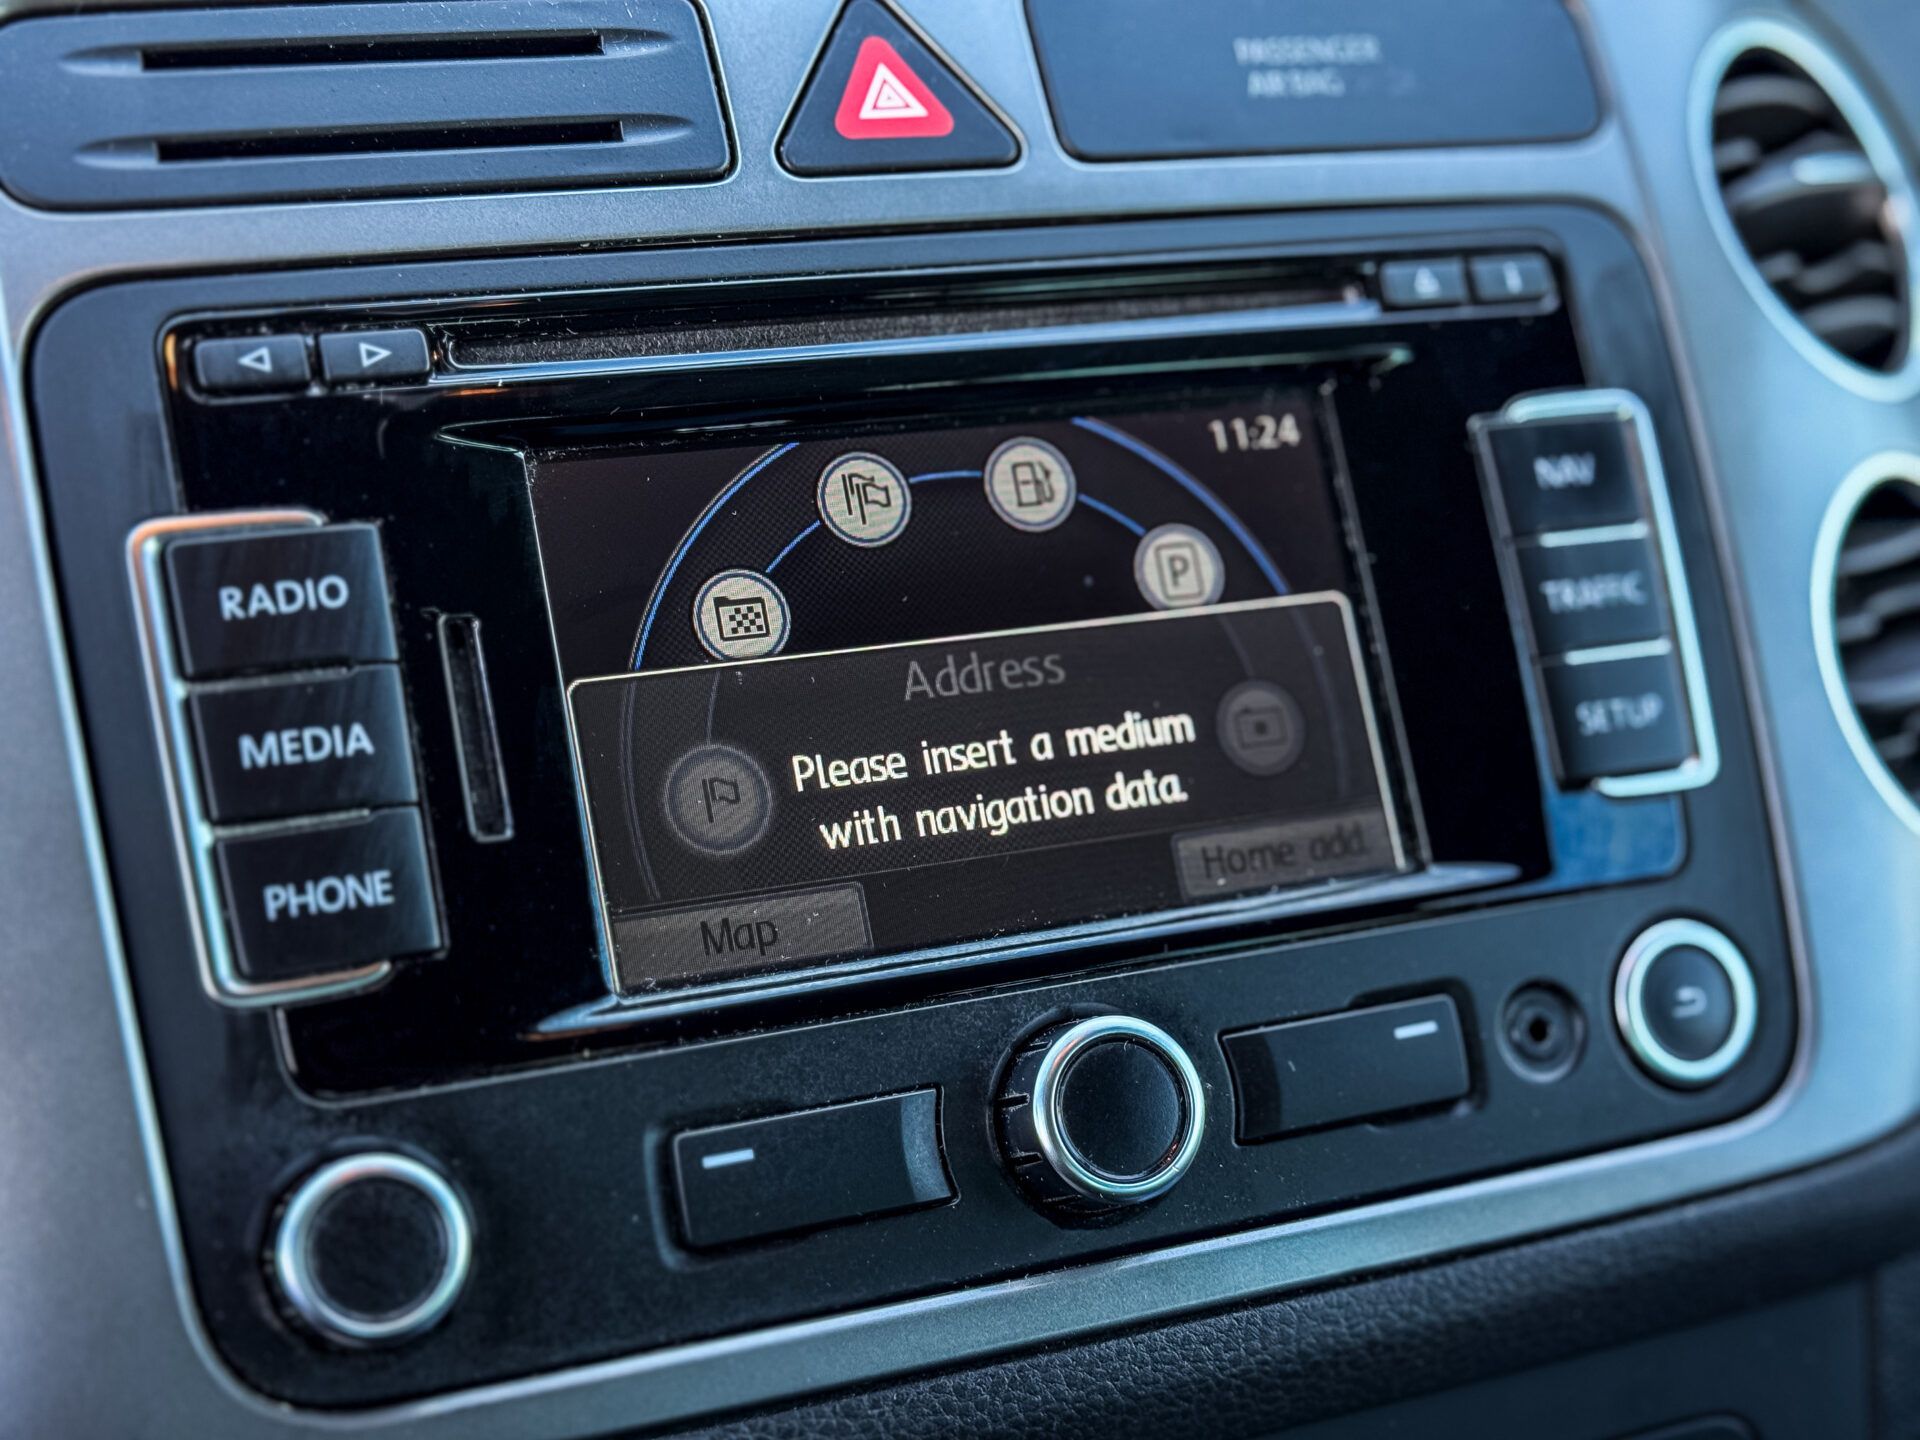 PASSENGER
AIR BAG
11:24
RADIO
MEDIA
PHONE
P
Address
Please insert a medium
with navigation data.
Map
Home add.
NAV
TRAFFIC
SETUP